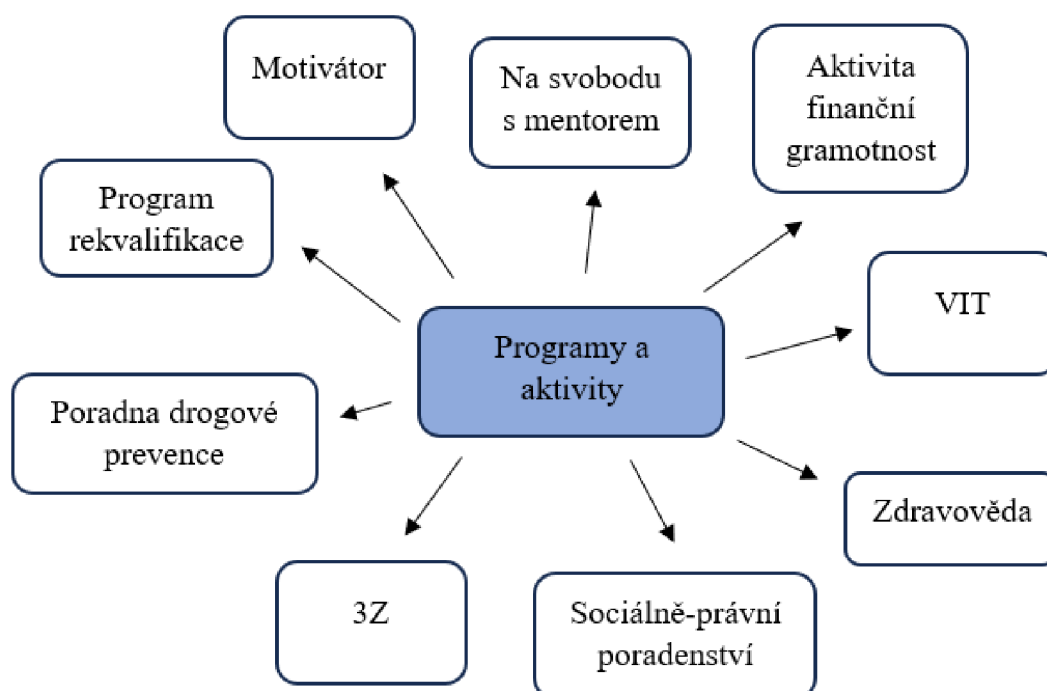 Motivátor
Na svobodu
s mentorem
Aktivita
finanční
gramotnost
Program
rekvalifikace
VIT
Programy a
aktivity
Poradna drogové
prevence
Zdravověda
3Z
Sociálně-právní
poradenství